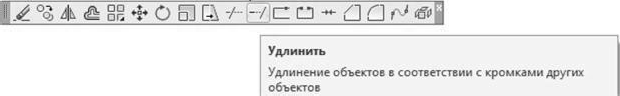 Удлинить
Удлинение объектов в соответствии с кромками других
объектов